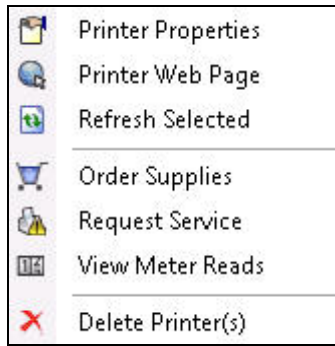 Printer Properties
Printer Web Page
Refresh Selected
Order Supplies
Request Service
View Meter Reads
Delete Printer(s)